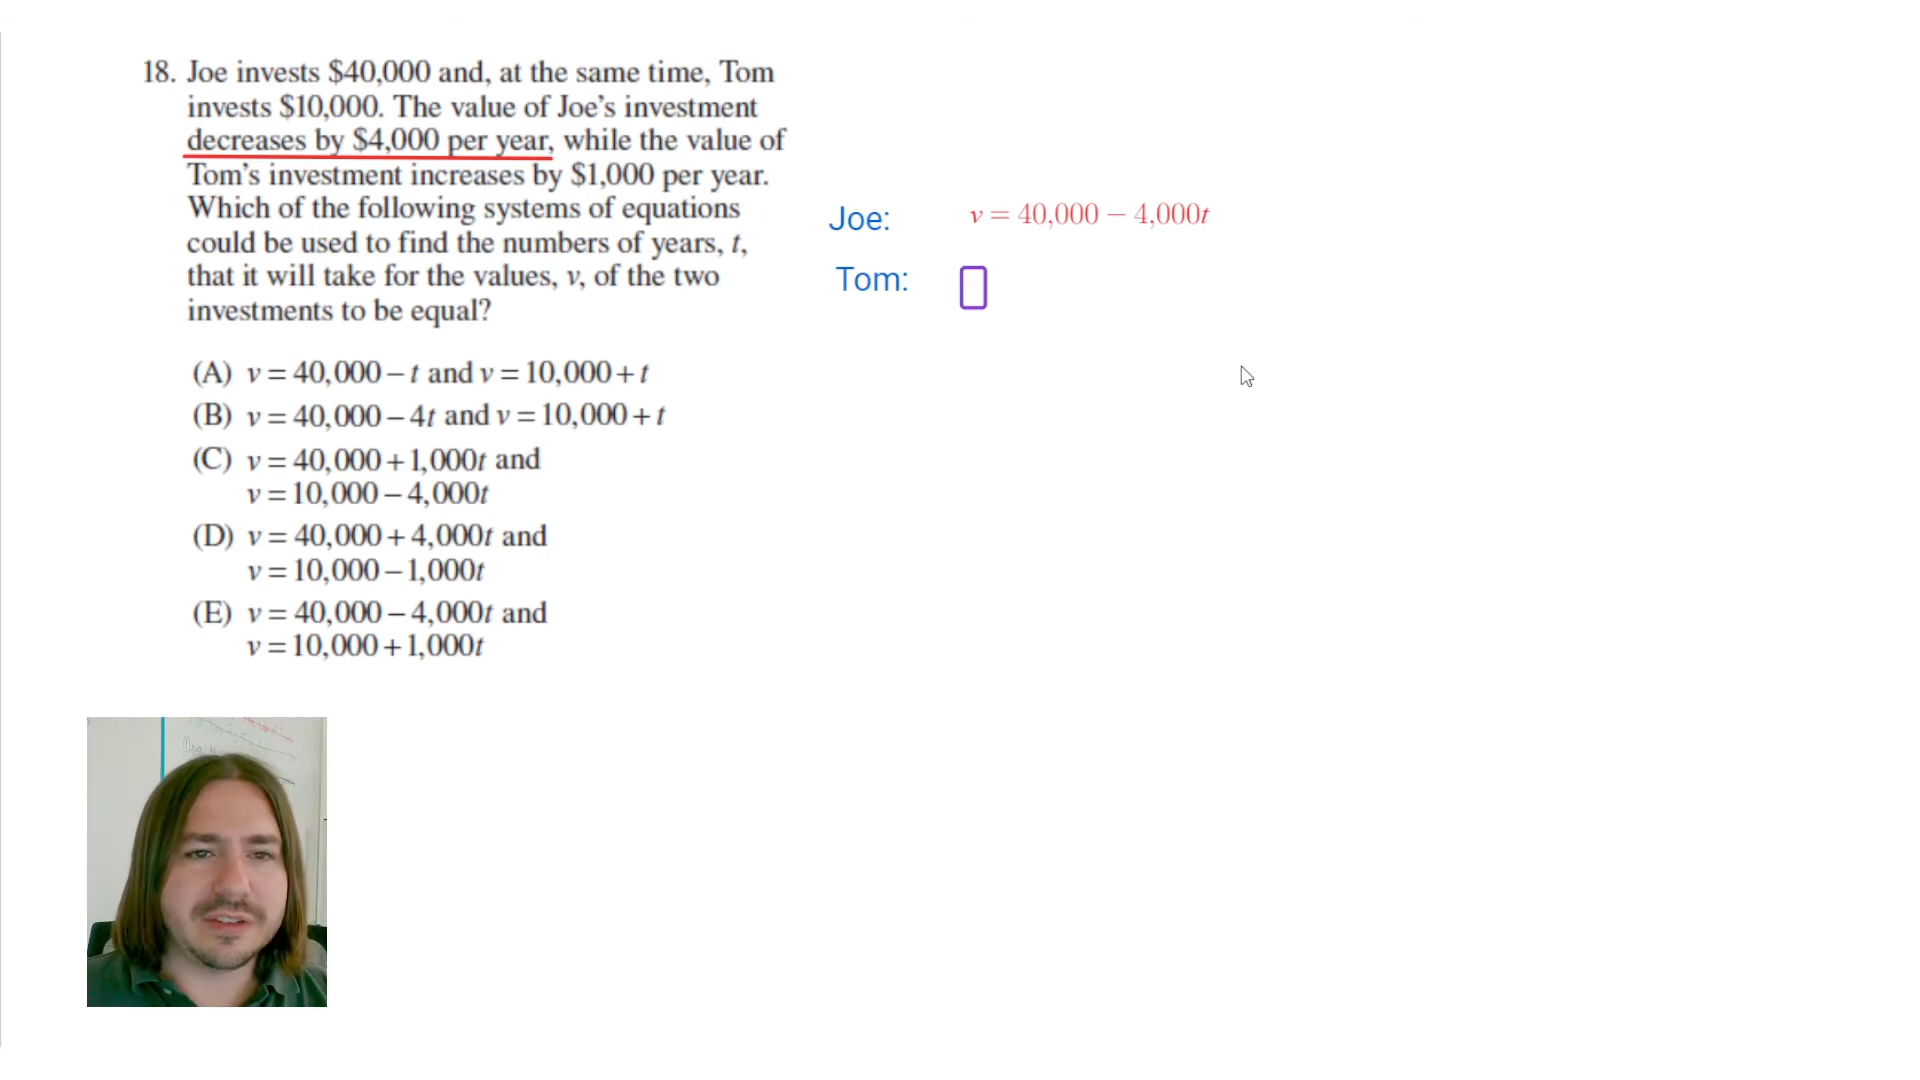 18. Joe invests $40,000 and, at the same time, Tom
invests $10,000. The value of Joe's investment
decreases by $4,000 per year, while the value of
Tom's investment increases by $1,000 per year.
Which of the following systems of equations
could be used to find the numbers of years, t,
that it will take for the values, v, of the two
investments to be equal?
(A) v = 40,000 – t and v = 10,000 + t
(B) v = 40,000 – 4t and v = 10,000 + t
(C) v = 40,000 + 1,000t and
v = 10,000 – 4,000t
(D) v = 40,000 + 4,000t and
v = 10,000 – 1,000t
(E) v = 40,000 – 4,000t and
v = 10,000 + 1,000t
Joe: v = 40,000 − 4,000t
Tom: